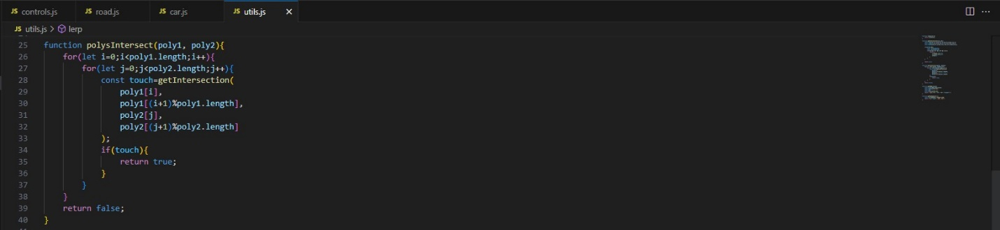 JS controls.js JS road.js JS car.js JS utils.js
JS utils.js > lerp
25 function polysIntersect(poly1, poly2){
26     for(let i=0;i<poly1.length;i++){
27         for(let j=0;j<poly2.length;j++){
28             const touch=getIntersection(
29                 poly1[i],
30                 poly1[(i+1)%poly1.length],
31                 poly2[j],
32                 poly2[(j+1)%poly2.length]
33             );
34             if(touch){
35                 return true;
36             }
37         }
38     }
39     return false;
40 }